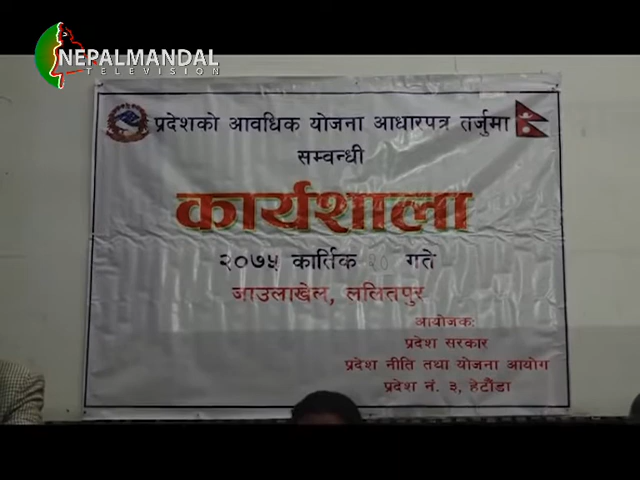 NEPALMANDAL
TELEVISION
प्रदेशको आवधिक योजना आधारपत्र तर्जुमा
सम्वन्धी
कार्यशाला
२०७५ कार्तिक २० गते
जाउलाखेल, ललितपुर
आयोजकः
प्रदेश सरकार
प्रदेश नीति तथा योजना आयोग
प्रदेश नं. ३, हेटौंडा